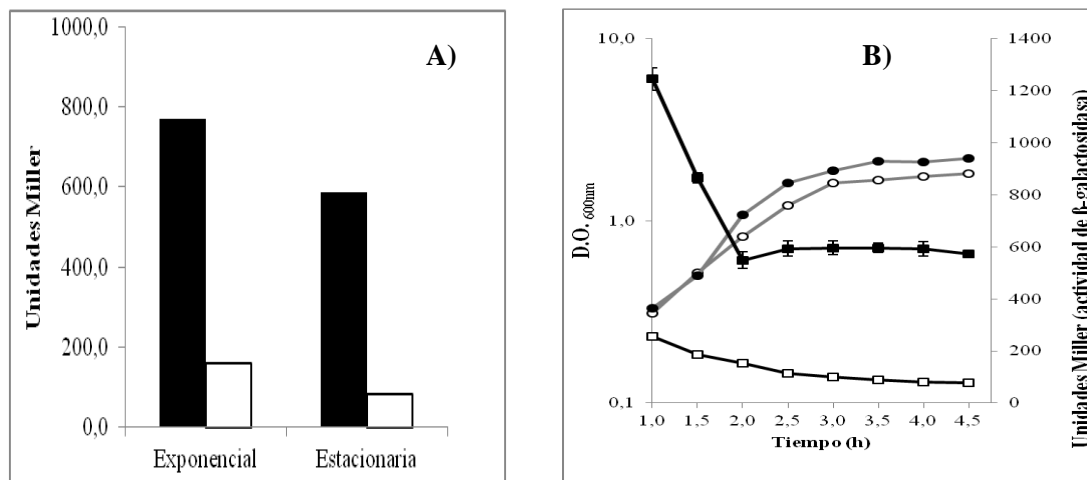 A)
Unidades Miller
1000,0
800,0
600,0
400,0
200,0
0,0
Exponencial
Estacionaria
B)
D.O. 600nm
10,0
1,0
0,1
1400
1200
1000
800
600
400
200
0
Unidades Miller (actividad de β-galactosidasa)
1,0 1,5 2,0 2,5 3,0 3,5 4,0 4,5
Tiempo (h)